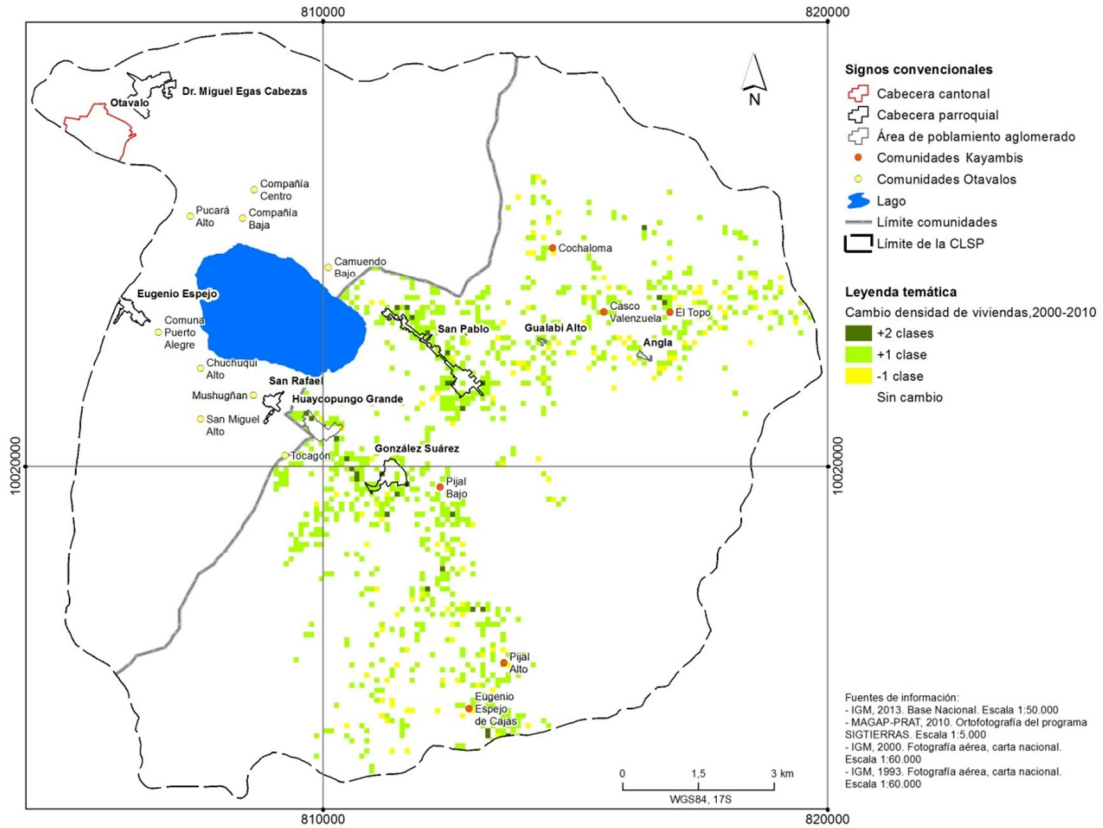 810000
820000
Dr. Miguel Egas Cabezas
Otavalo
Compañía
Centro
Pucará
Alto
Compañía
Baja
Cochaloma
Camuendo
Bajo
Eugenio Espejo
Casco
Valenzuela
El Topo
Comuna
Puerto
Alegre
San Pablo
Gualabi Alto
Angla
Chuchuqui
Alto
San Rafael
Mushugñan
Huaycopungo Grande
San Miguel
Alto
González Suárez
Tocagón
10020000
10020000
Pijal
Bajo
Pijal
Alto
Eugenio
Espejo
de Cajas
N
Signos convencionales
Cabecera cantonal
Cabecera parroquial
Área de poblamiento aglomerado
Comunidades Kayambis
Comunidades Otavalos
Lago
Límite comunidades
Límite de la CLSP
Leyenda temática
Cambio densidad de viviendas,2000-2010
+2 clases
+1 clase
-1 clase
Sin cambio
Fuentes de información:
- IGM, 2013. Base Nacional. Escala 1:50.000
- MAGAP-PRAT, 2010. Ortofotografía del programa
SIGTIERRAS. Escala 1:5.000
- IGM, 2000. Fotografía aérea, carta nacional.
Escala 1:60.000
- IGM, 1993. Fotografía aérea, carta nacional.
Escala 1:60.000
0 1,5 3 km
WGS84, 17S
810000
820000